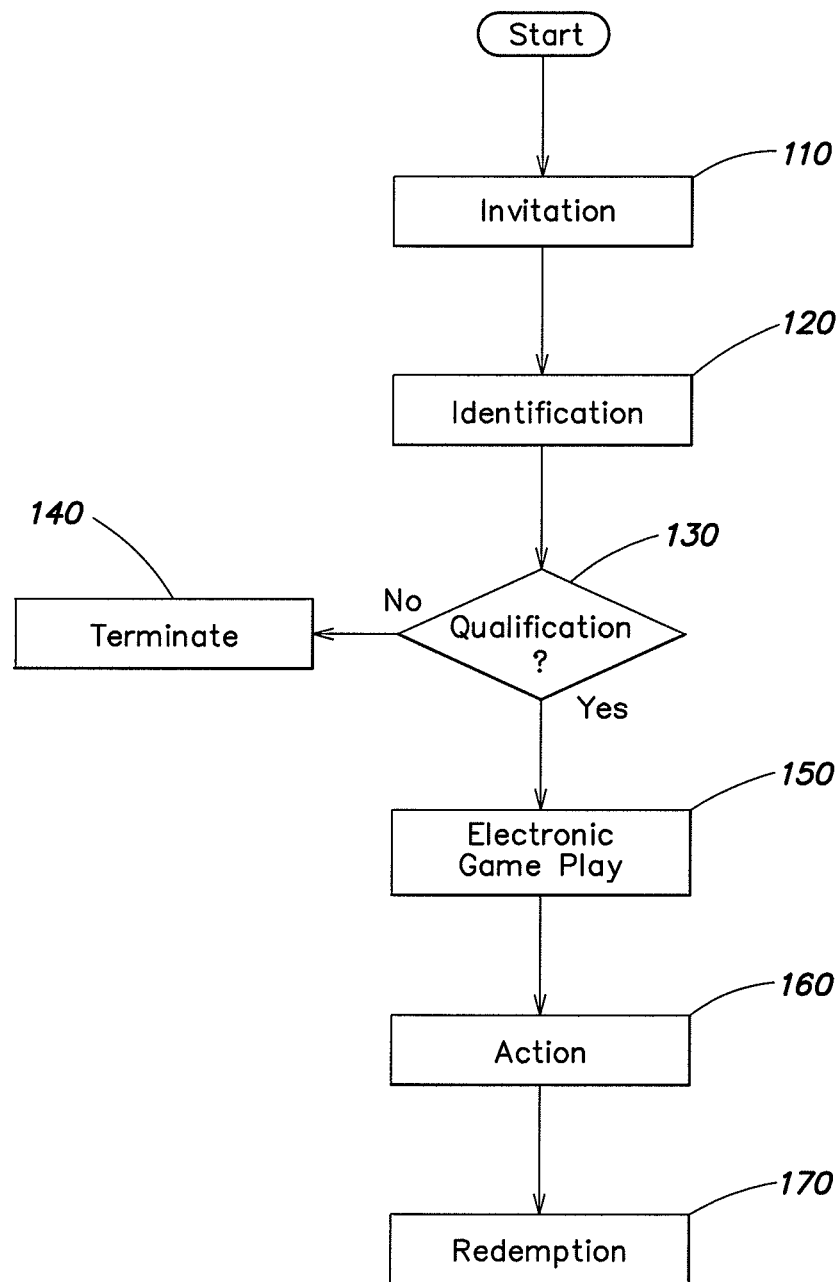 Start
110
Invitation
120
Identification
140
130
No
Terminate
Qualification
?
Yes
150
Electronic
Game Play
160
Action
170
Redemption